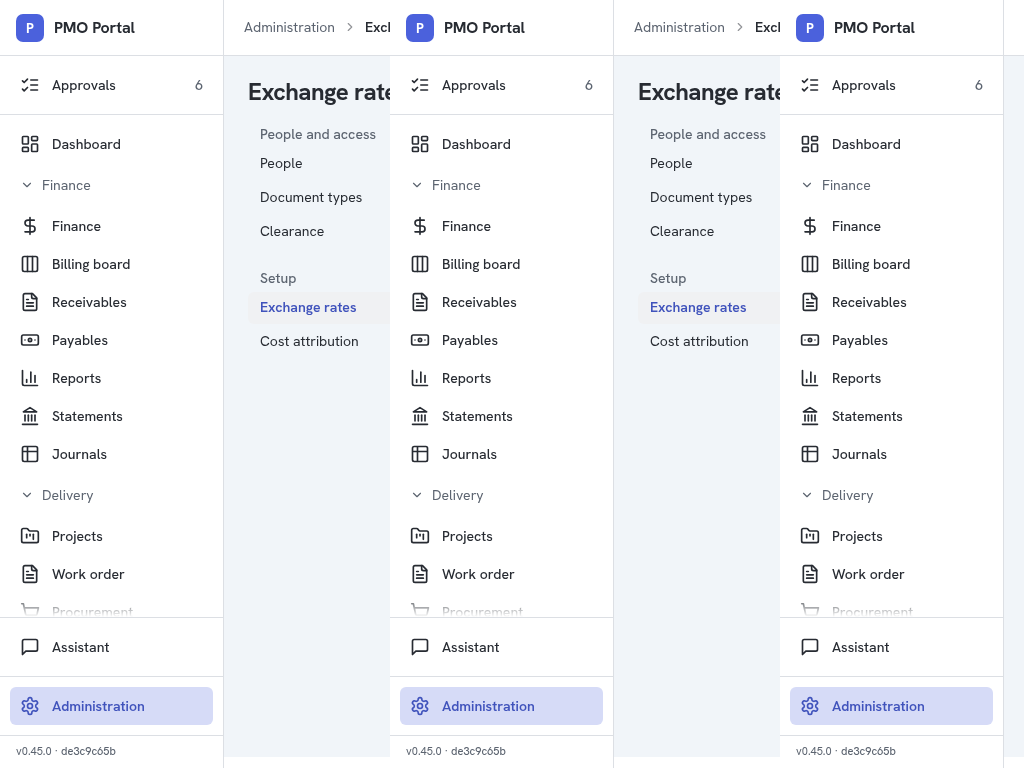 P PMO Portal
Approvals 6
Dashboard
Finance
Finance
Billing board
Receivables
Payables
Reports
Statements
Journals
Delivery
Projects
Work order
Procurement
Assistant
Administration
v0.45.0 · de3c9c65b
Administration > Excl
Exchange rate
People and access
People
Document types
Clearance
Setup
Exchange rates
Cost attribution
P PMO Portal
Approvals 6
Dashboard
Finance
Finance
Billing board
Receivables
Payables
Reports
Statements
Journals
Delivery
Projects
Work order
Procurement
Assistant
Administration
v0.45.0 · de3c9c65b
Administration > Excl
Exchange rate
People and access
People
Document types
Clearance
Setup
Exchange rates
Cost attribution
P PMO Portal
Approvals 6
Dashboard
Finance
Finance
Billing board
Receivables
Payables
Reports
Statements
Journals
Delivery
Projects
Work order
Procurement
Assistant
Administration
v0.45.0 · de3c9c65b